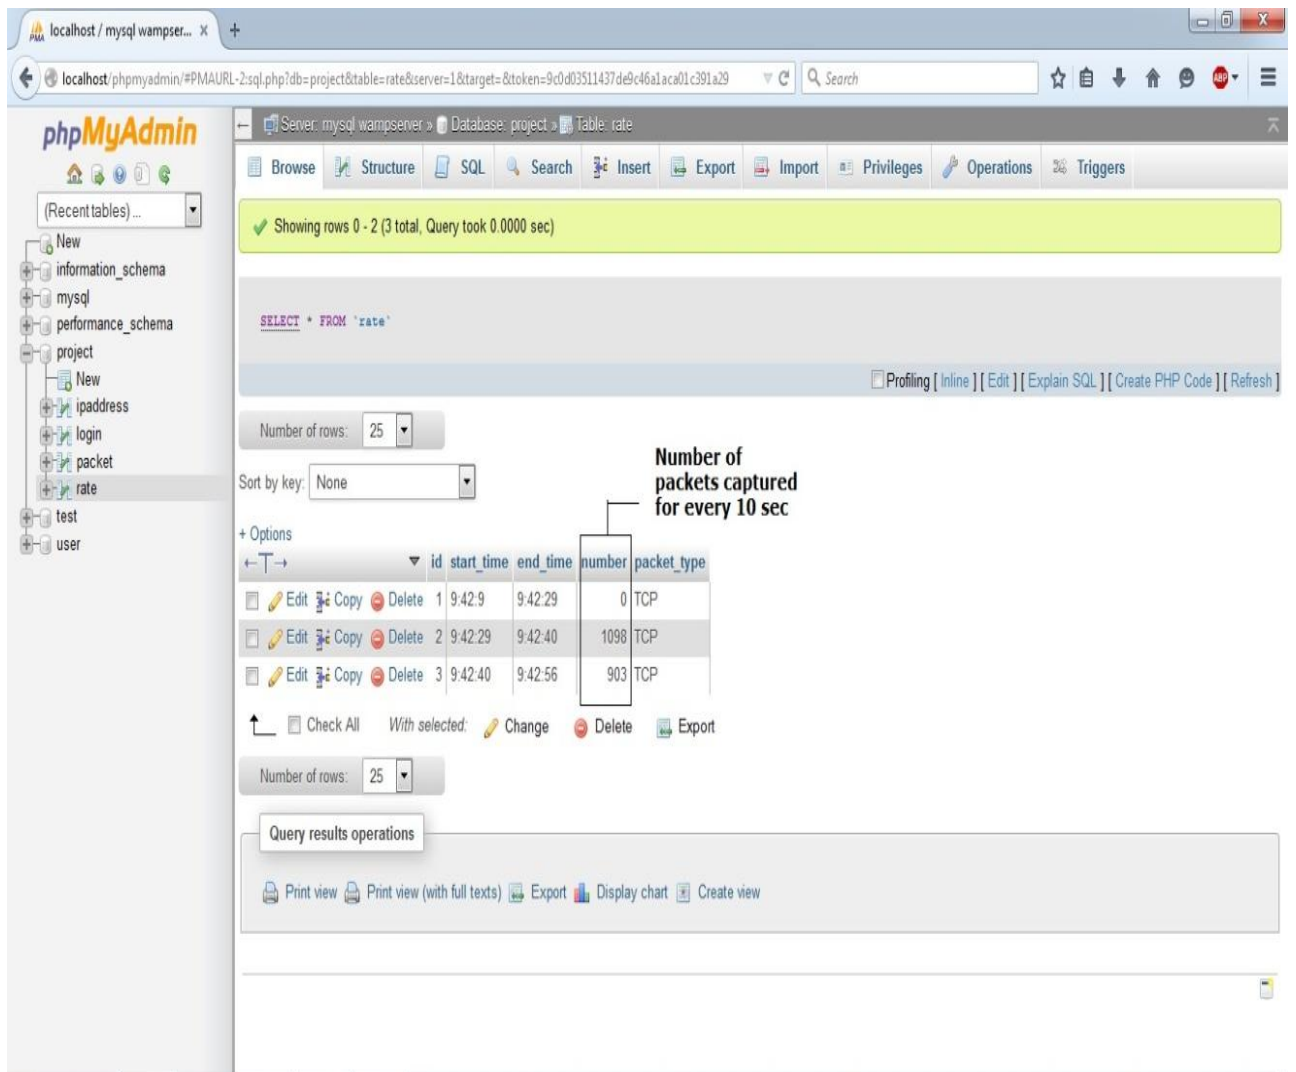 localhost / mysql wampser... x +
localhost/phpmyadmin/#PMAURL-2:sql.php?db=project&table=rate&server=1&target=&token=9c0d03511437de9c46a1aca01c391a29
Search
ABP
phpMyAdmin
(Recent tables) ...
New
information_schema
mysql
performance_schema
project
New
ipaddress
login
packet
rate
test
user
Server: mysql wampserver » Database: project » Table: rate
Browse Structure SQL Search Insert Export Import Privileges Operations Triggers
Showing rows 0 - 2 (3 total, Query took 0.0000 sec)
SELECT * FROM `rate`
Profiling [ Inline ] [ Edit ] [ Explain SQL ] [ Create PHP Code ] [ Refresh ]
Number of rows: 25
Sort by key: None
Number of
packets captured
for every 10 sec
+ Options
←T→ ▼ id start_time end_time number packet_type
Edit Copy Delete 1 9:42:9 9:42:29 0 TCP
Edit Copy Delete 2 9:42:29 9:42:40 1098 TCP
Edit Copy Delete 3 9:42:40 9:42:56 903 TCP
Check All With selected: Change Delete Export
Number of rows: 25
Query results operations
Print view Print view (with full texts) Export Display chart Create view